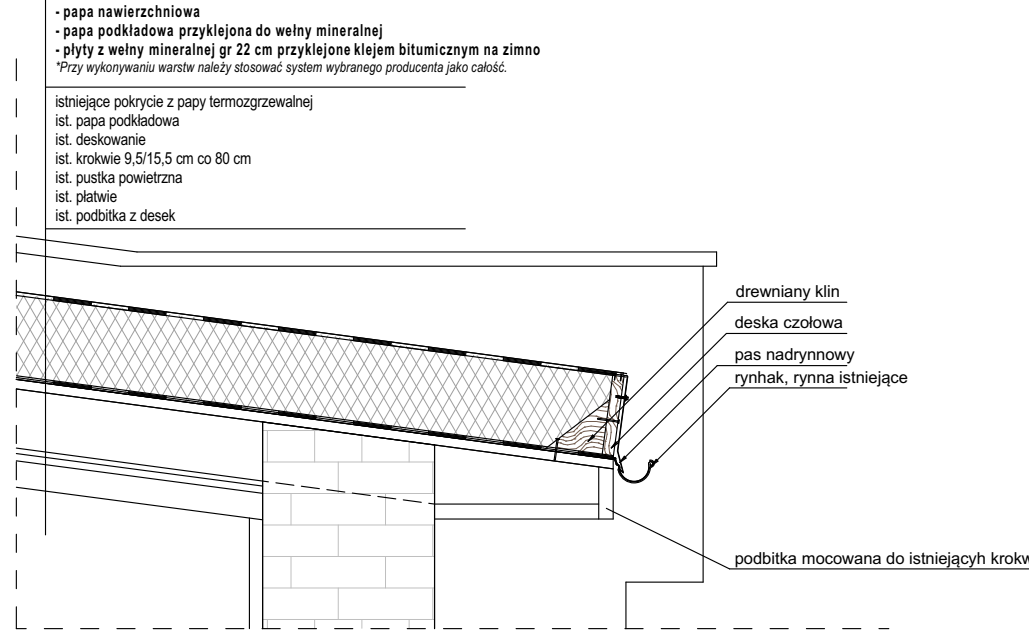 - papa nawierzchniowa
- papa podkładowa przyklejona do wełny mineralnej
- płyty z wełny mineralnej gr 22 cm przyklejone klejem bitumicznym na zimno
*Przy wykonywaniu warstw należy stosować system wybranego producenta jako całość.
istniejące pokrycie z papy termozgrzewalnej
ist. papa podkładowa
ist. deskowanie
ist. krokwie 9,5/15,5 cm co 80 cm
ist. pustka powietrzna
ist. płatwie
ist. podbitka z desek
drewniany klin
deska czołowa
pas nadrynnowy
rynhak, rynna istniejące
podbitka mocowana do istniejącyh krokw